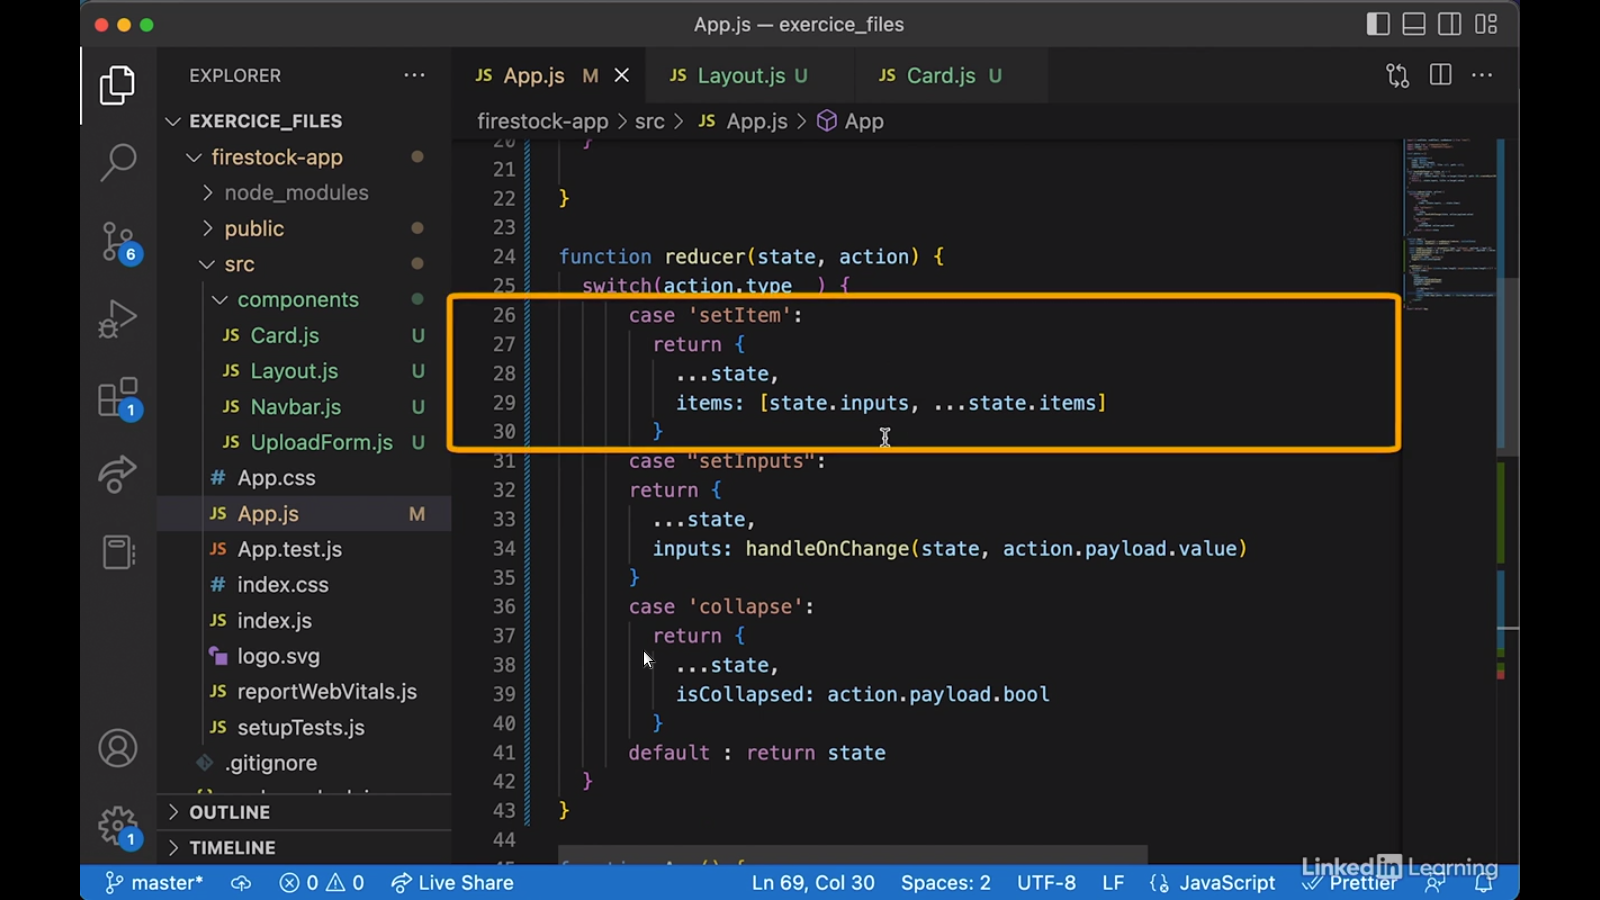 App.js — exercice_files
EXPLORER
JS App.js M
JS Layout.js U
JS Card.js U
EXERCICE_FILES
firestock-app > src > JS App.js > App
firestock-app
node_modules
public
src
components
JS Card.js U
JS Layout.js U
JS Navbar.js U
JS UploadForm.js U
# App.css
JS App.js M
JS App.test.js
# index.css
JS index.js
logo.svg
JS reportWebVitals.js
JS setupTests.js
.gitignore
OUTLINE
TIMELINE
6
1
1
20 }
21
22 }
23
24 function reducer(state, action) {
25 switch(action.type ) {
26 case 'setItem':
27 return {
28 ...state,
29 items: [state.inputs, ...state.items]
30 }
31 case "setInputs":
32 return {
33 ...state,
34 inputs: handleOnChange(state, action.payload.value)
35 }
36 case 'collapse':
37 return {
38 ...state,
39 isCollapsed: action.payload.bool
40 }
41 default : return state
42 }
43 }
44
LinkedIn Learning
master* 0 0 Live Share Ln 69, Col 30 Spaces: 2 UTF-8 LF {} JavaScript Prettier